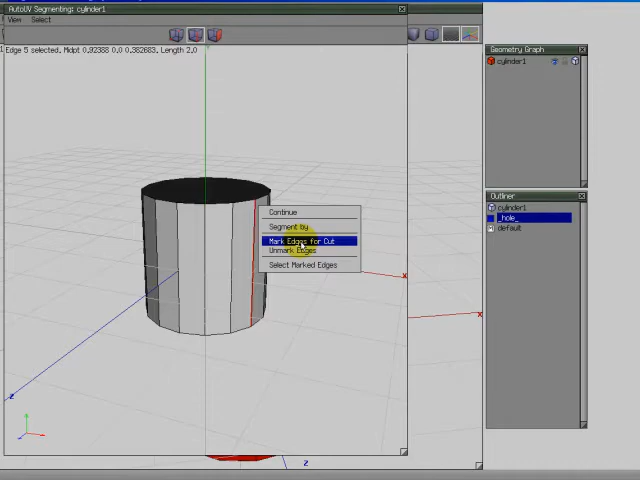 AutoUV Segmenting: cylinder1
View Select
Edge 5 selected. Midpt 0.92388 0.0 0.382683. Length 2.0
Geometry Graph
cylinder1
Outliner
cylinder1
_hole_
default
Continue
Segment by
Mark Edges for Cut
Unmark Edges
Select Marked Edges
X
X
Z
Z